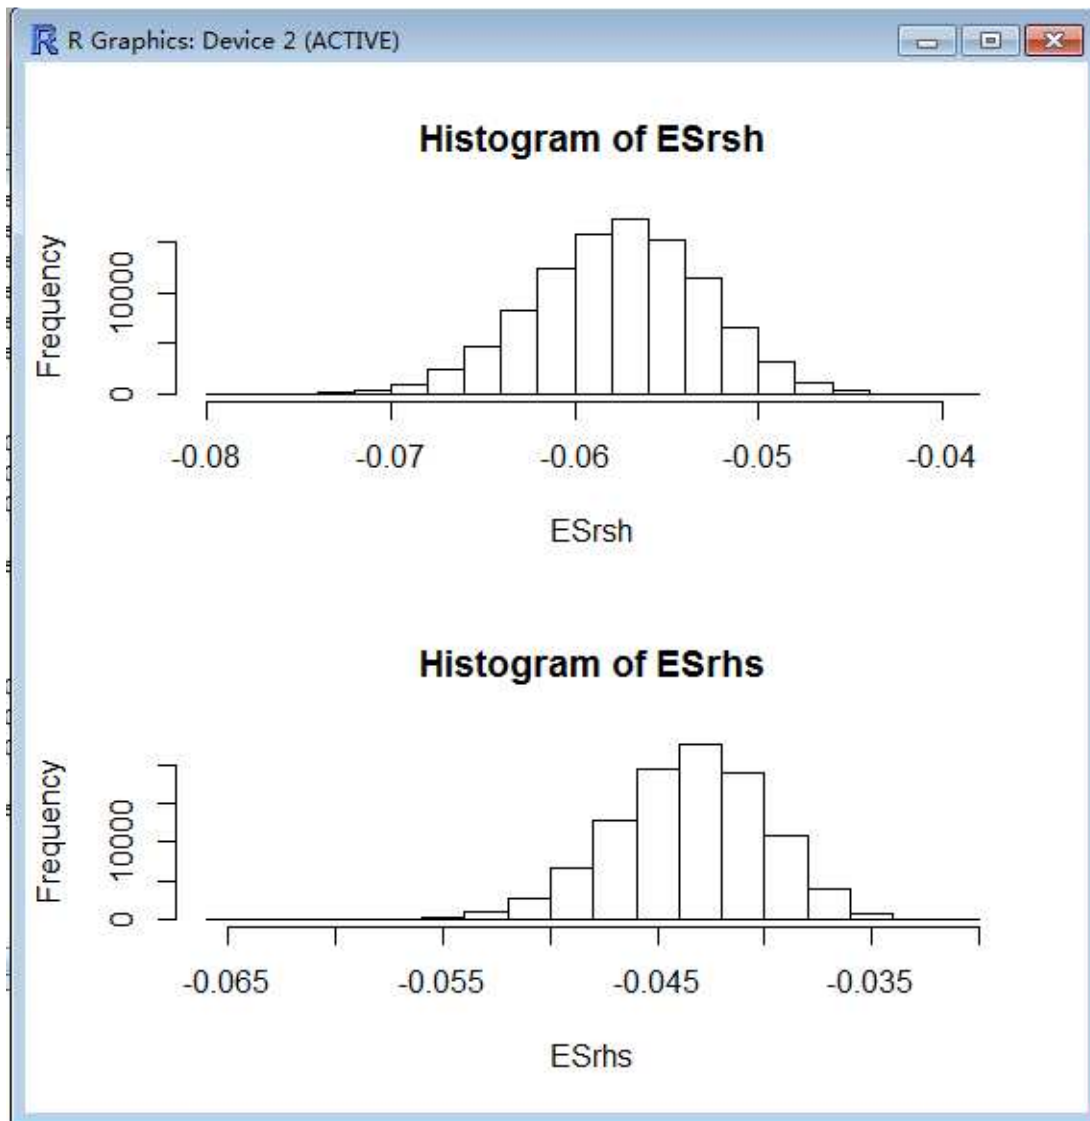 R Graphics: Device 2 (ACTIVE)
Histogram of ESrsh
Frequency
0 10000
-0.08 -0.07 -0.06 -0.05 -0.04
ESrsh
Histogram of ESrhs
Frequency
0 10000
-0.065 -0.055 -0.045 -0.035
ESrhs